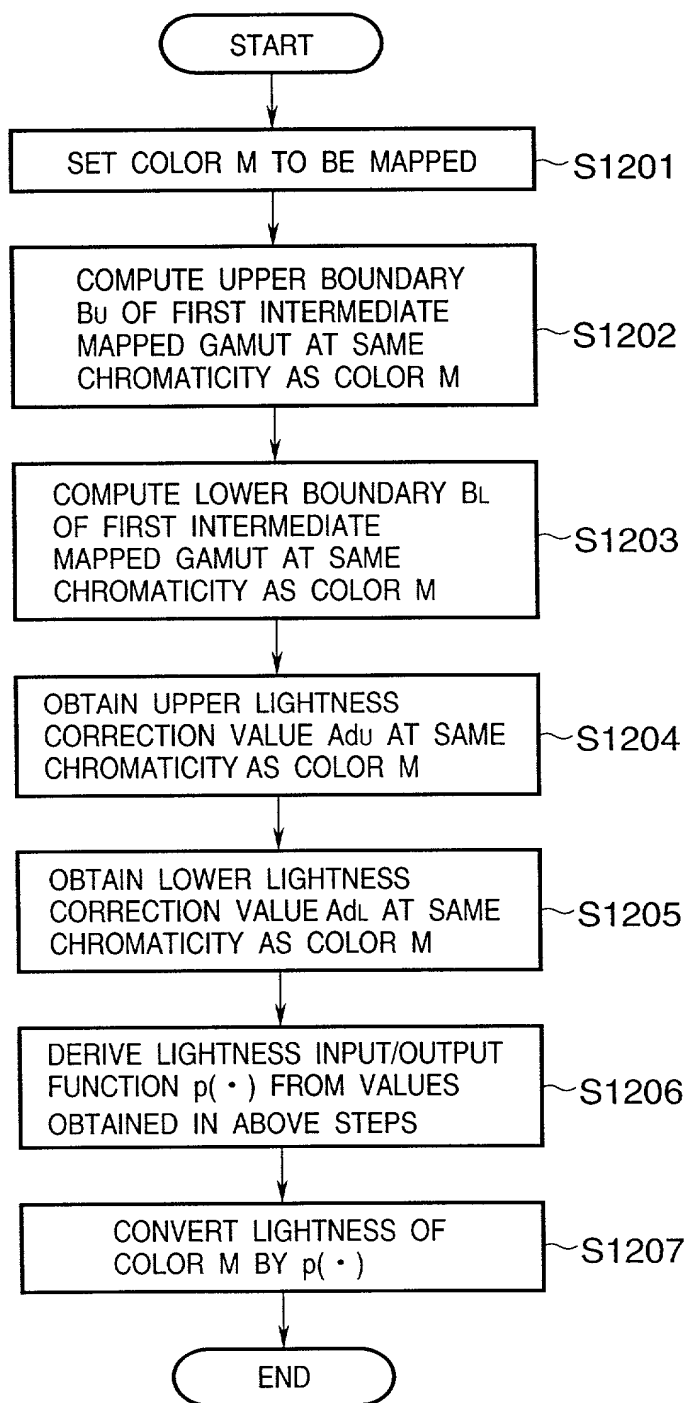 START
SET COLOR M TO BE MAPPED
S1201
COMPUTE UPPER BOUNDARY
BU OF FIRST INTERMEDIATE
MAPPED GAMUT AT SAME
CHROMATICITY AS COLOR M
S1202
COMPUTE LOWER BOUNDARY BL
OF FIRST INTERMEDIATE
MAPPED GAMUT AT SAME
CHROMATICITY AS COLOR M
S1203
OBTAIN UPPER LIGHTNESS
CORRECTION VALUE AdU AT SAME
CHROMATICITY AS COLOR M
S1204
OBTAIN LOWER LIGHTNESS
CORRECTION VALUE AdL AT SAME
CHROMATICITY AS COLOR M
S1205
DERIVE LIGHTNESS INPUT/OUTPUT
FUNCTION p(・) FROM VALUES
OBTAINED IN ABOVE STEPS
S1206
CONVERT LIGHTNESS OF
COLOR M BY p(・)
S1207
END